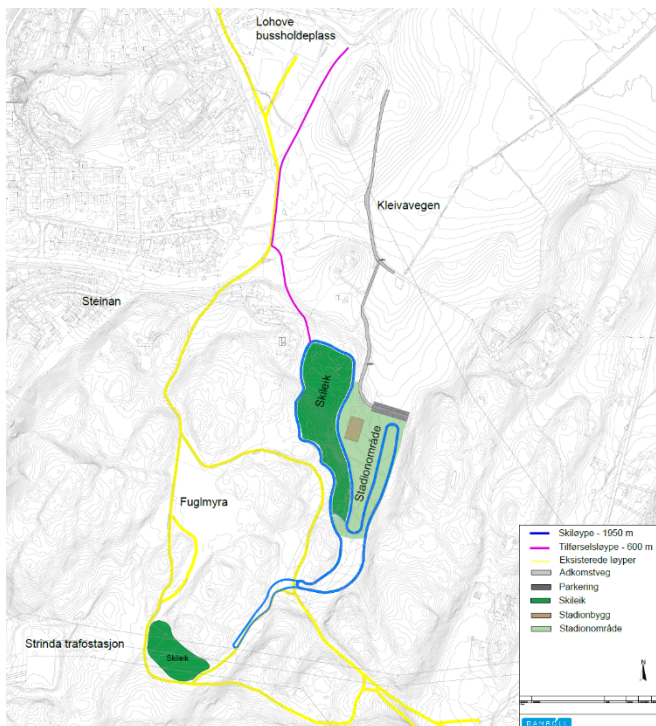 Lohove
bussholdeplass
Kleivavegen
Steinan
Skileik
Stadionområde
Fuglmyra
Strinda trafostasjon
Skileik
Skiløype - 1950 m
Tilførselsløype - 600 m
Eksisterede løyper
Adkomstveg
Parkering
Skileik
Stadionbygg
Stadionområde
N
RAMBOLL